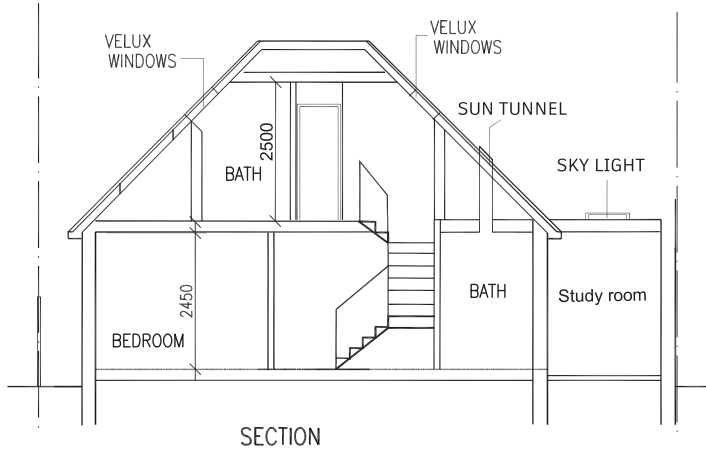 VELUX
WINDOWS
VELUX
WINDOWS
SUN TUNNEL
SKY LIGHT
BATH
2500
2450
BATH
Study room
BEDROOM
SECTION